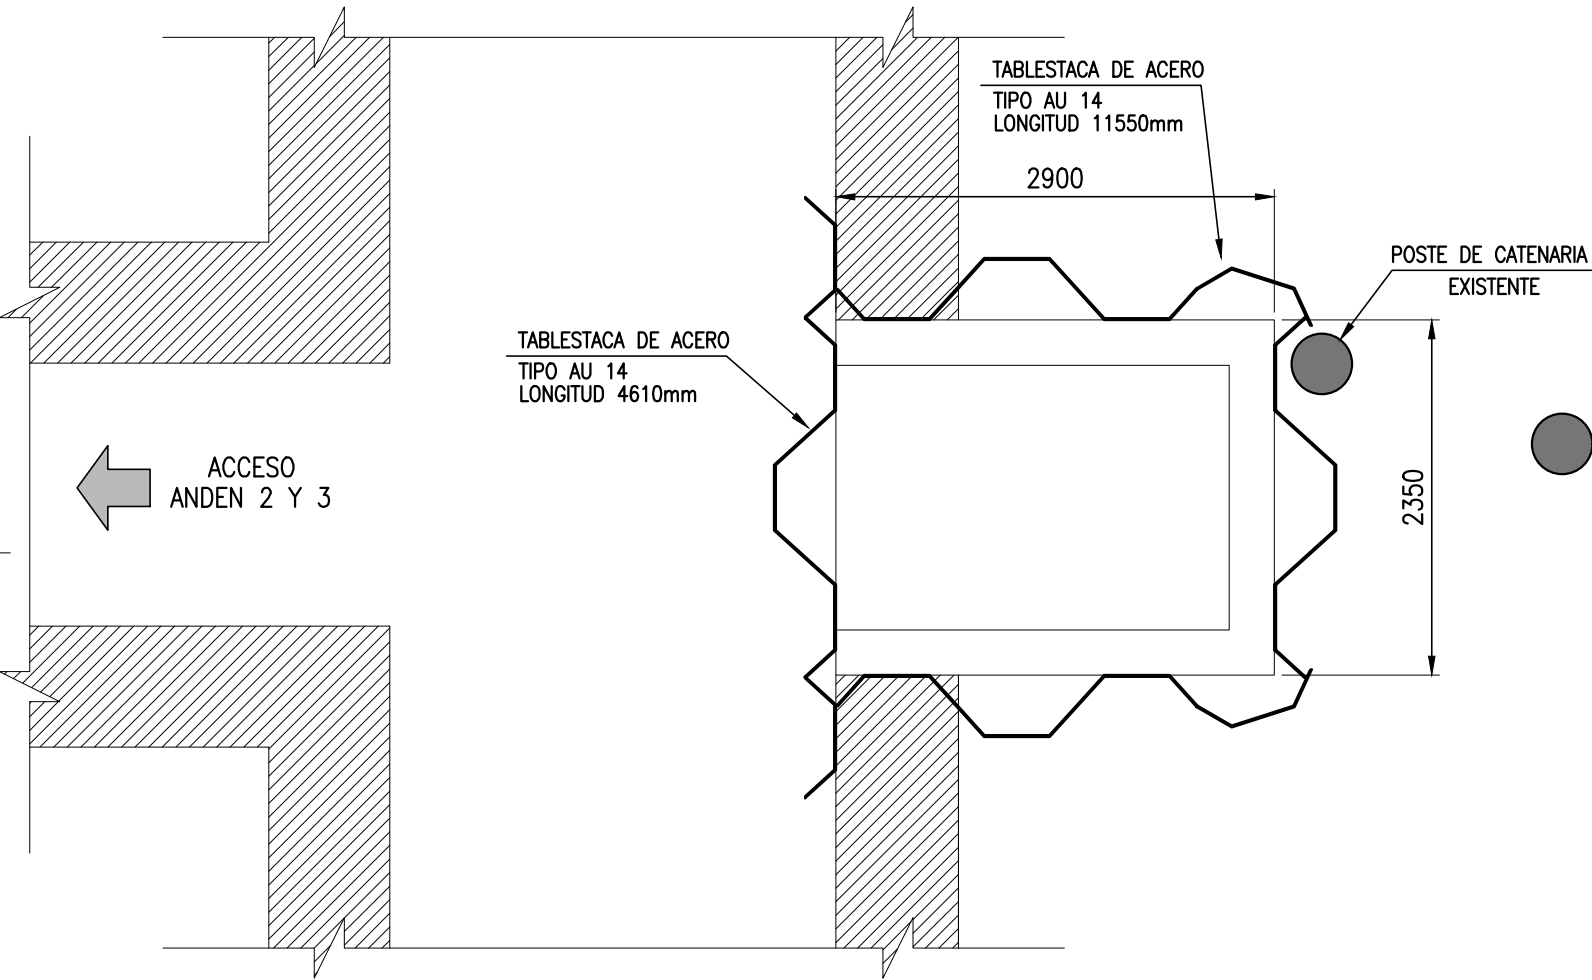 TABLESTACA DE ACERO
TIPO AU 14
LONGITUD 11550mm
2900
POSTE DE CATENARIA
EXISTENTE
TABLESTACA DE ACERO
TIPO AU 14
LONGITUD 4610mm
ACCESO
ANDEN 2 Y 3
2350